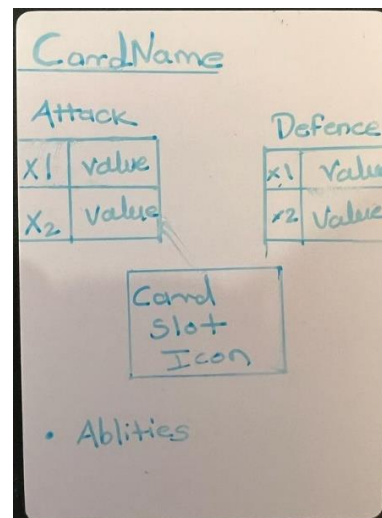 CardName
Attack
Defence
X1 value
x1 Value
X2 value
x2 Value
Card
Slot
Icon
• Ablities